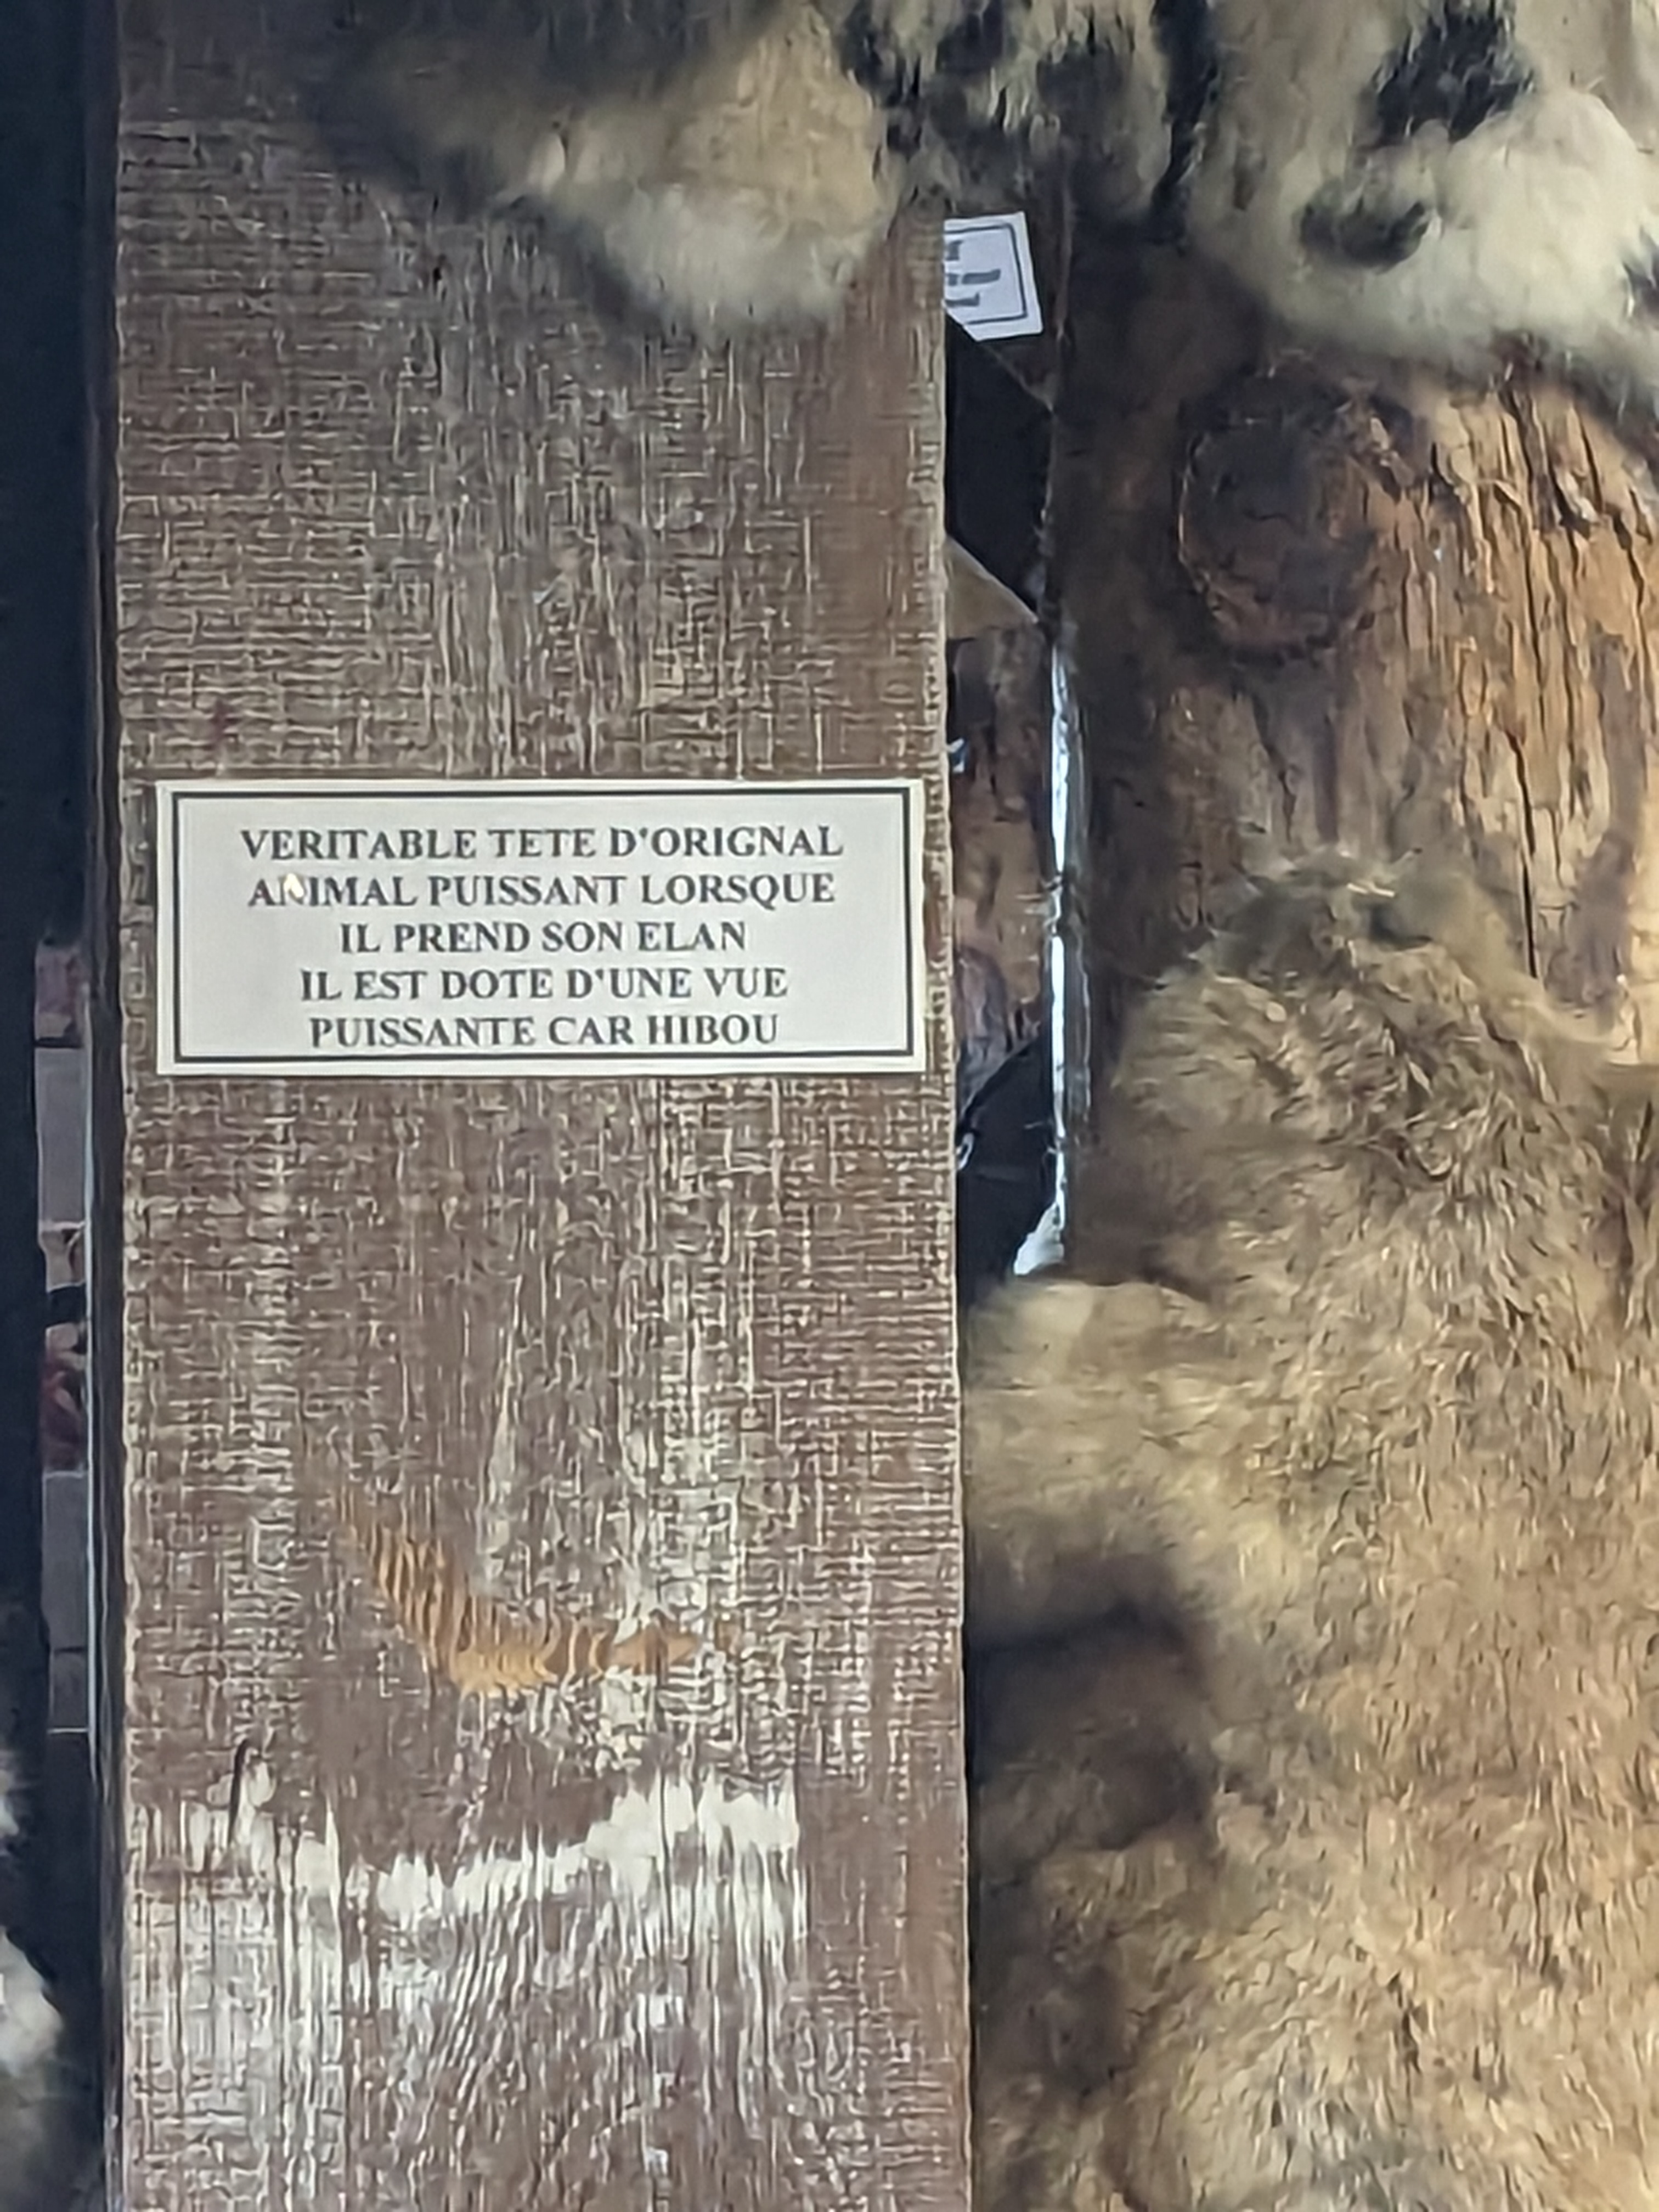 VERITABLE TETE D'ORIGNAL
ANIMAL PUISSANT LORSQUE
IL PREND SON ELAN
IL EST DOTE D'UNE VUE
PUISSANTE CAR HIBOU